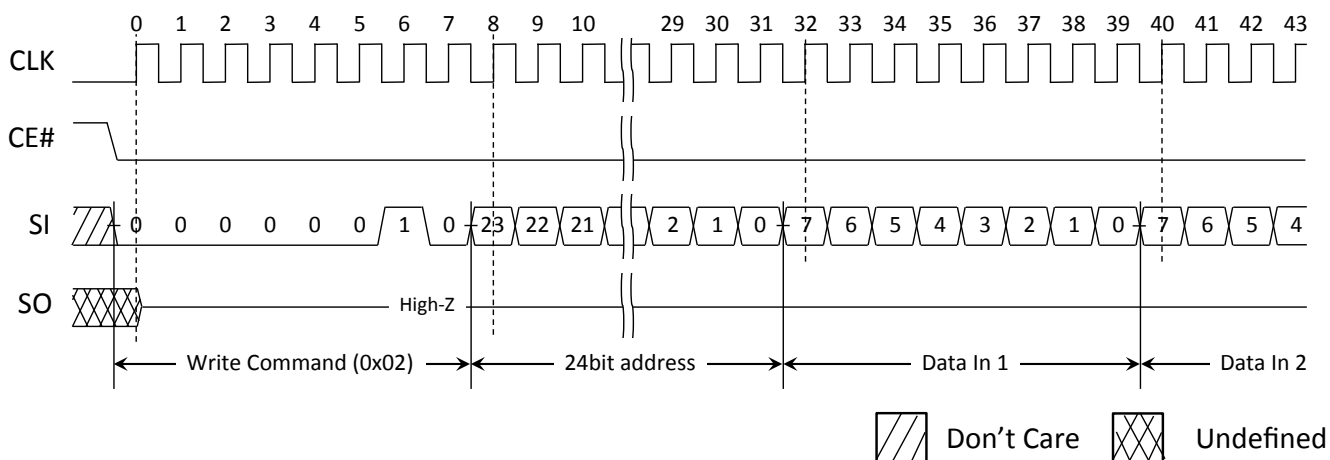 0 1 2 3 4 5 6 7 8 9 10 29 30 31 32 33 34 35 36 37 38 39 40 41 42 43
CLK
CE#
SI 0 0 0 0 0 0 1 0 23 22 21 2 1 0 7 6 5 4 3 2 1 0 7 6 5 4
SO High-Z
Write Command (0x02) 24bit address Data In 1 Data In 2
Don't Care Undefined